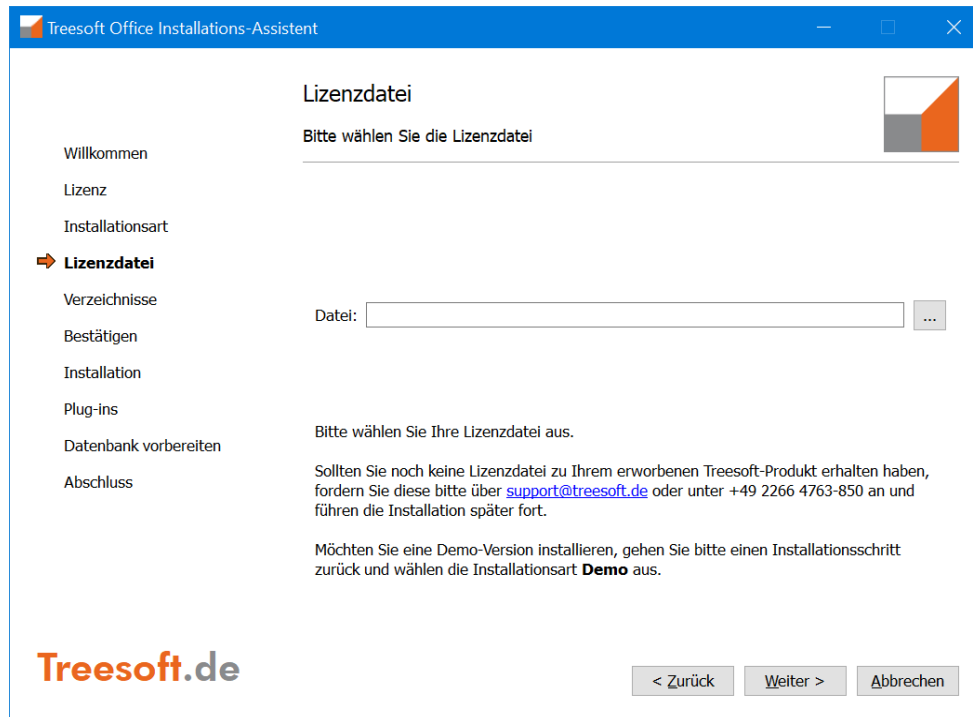 Treesoft Office Installations-Assistent
Lizenzdatei
Bitte wählen Sie die Lizenzdatei
Willkommen
Lizenz
Installationsart
Lizenzdatei
Verzeichnisse
Bestätigen
Installation
Plug-ins
Datenbank vorbereiten
Abschluss
Datei:
...
Bitte wählen Sie Ihre Lizenzdatei aus.
Sollten Sie noch keine Lizenzdatei zu Ihrem erworbenen Treesoft-Produkt erhalten haben,
fordern Sie diese bitte über support@treesoft.de oder unter +49 2266 4763-850 an und
führen die Installation später fort.
Möchten Sie eine Demo-Version installieren, gehen Sie bitte einen Installationsschritt
zurück und wählen die Installationsart Demo aus.
Treesoft.de
< Zurück
Weiter >
Abbrechen